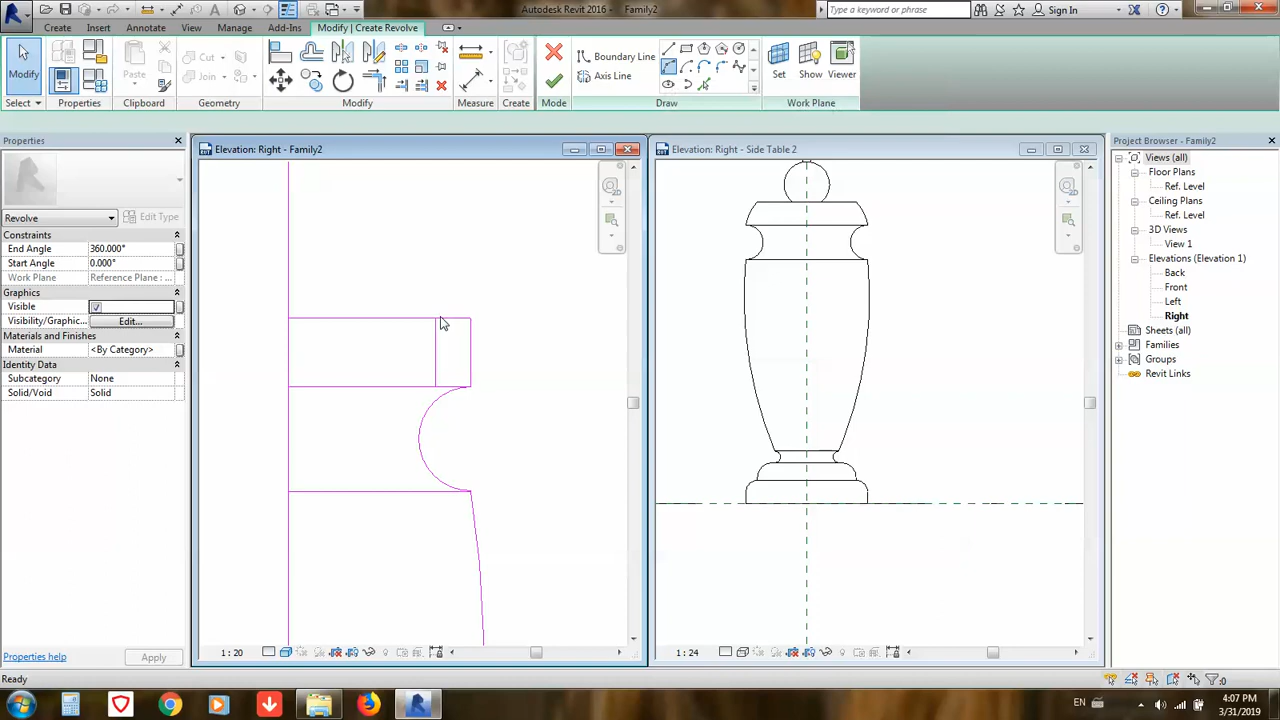 Autodesk Revit 2016 - Family2
Type a keyword or phrase
Sign In
Create Insert Annotate View Manage Add-Ins Modify | Create Revolve
Modify
Paste
Cut
Join
Create
Boundary Line
Axis Line
Set Show Viewer
Select Properties Clipboard Geometry Modify Measure Create Mode Draw Work Plane
Properties
Revolve
Edit Type
Constraints
End Angle 360.000°
Start Angle 0.000°
Work Plane Reference Plane : ...
Graphics
Visible
Visibility/Graphic... Edit...
Materials and Finishes
Material <By Category>
Identity Data
Subcategory None
Solid/Void Solid
Properties help
Apply
Elevation: Right - Family2
2D
1 : 20
Elevation: Right - Side Table 2
2D
1 : 24
Project Browser - Family2
Views (all)
Floor Plans
Ref. Level
Ceiling Plans
Ref. Level
3D Views
View 1
Elevations (Elevation 1)
Back
Front
Left
Right
Sheets (all)
Families
Groups
Revit Links
Ready
:0
EN
4:07 PM
3/31/2019